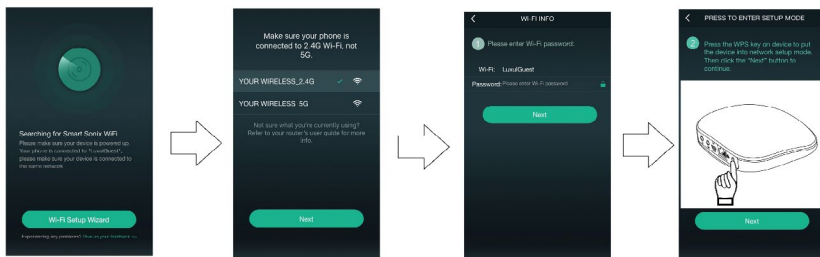 Searching for Smart Sonix WiFi
Please make sure your device is powered up.
Your phone is connected to "LuxulGuest",
please make sure your device is connected to
the same network
Wi-Fi Setup Wizard
Experiencing any problems?
Make sure your phone is
connected to 2.4G Wi-Fi, not
5G.
YOUR WIRELESS_2.4G
YOUR WIRELESS 5G
Not sure what you're currently using?
Refer to your router's user guide for more
info.
Next
WI-FI INFO
1 Please enter Wi-Fi password:
Wi-Fi: LuxulGuest
Password: Please enter Wi-Fi password
Next
PRESS TO ENTER SETUP MODE
2 Press the WPS key on device to put
the device into network setup mode.
Then click the "Next" button to
continue.
Next